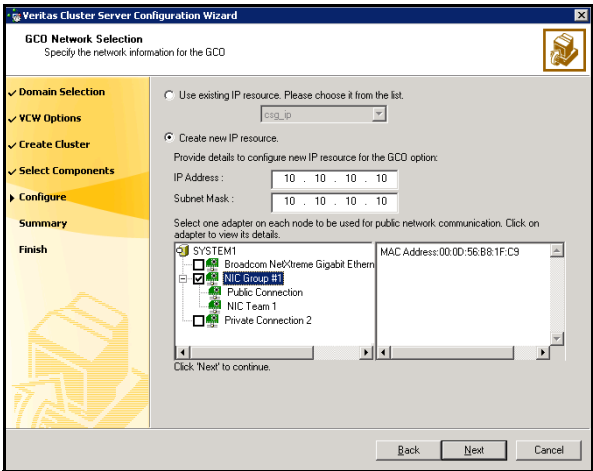 Veritas Cluster Server Configuration Wizard
GCO Network Selection
Specify the network information for the GCO
Domain Selection
VCW Options
Create Cluster
Select Components
Configure
Summary
Finish
Use existing IP resource. Please choose it from the list.
csg_ip
Create new IP resource.
Provide details to configure new IP resource for the GCO option:
IP Address : 10 . 10 . 10 . 10
Subnet Mask : 10 . 10 . 10 . 10
Select one adapter on each node to be used for public network communication. Click on
adapter to view its details.
SYSTEM1
Broadcom NetXtreme Gigabit Ethern
NIC Group #1
Public Connection
NIC Team 1
Private Connection 2
MAC Address:00:0D:56:B8:1F:C9
Click 'Next' to continue.
Back Next Cancel